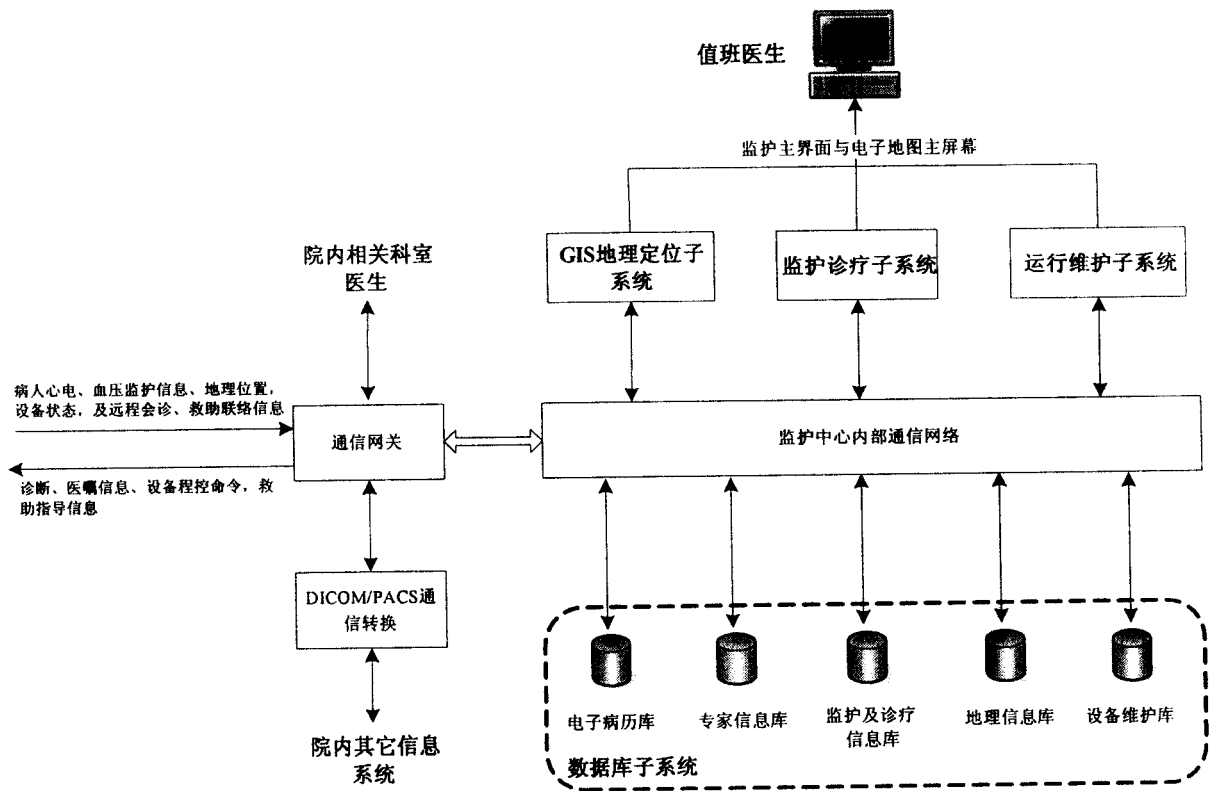 值班医生
监护主界面与电子地图主屏幕
院内相关科室
医生
GIS地理定位子
系统
监护诊疗子系统
运行维护子系统
病人心电、血压监护信息、地理位置，
设备状态，及远程会诊、救助联络信息
通信网关
监护中心内部通信网络
诊断、医嘱信息、设备程控命令，救
助指导信息
DICOM/PACS通
信转换
院内其它信息
系统
电子病历库
专家信息库
监护及诊疗
信息库
地理信息库
设备维护库
数据库子系统